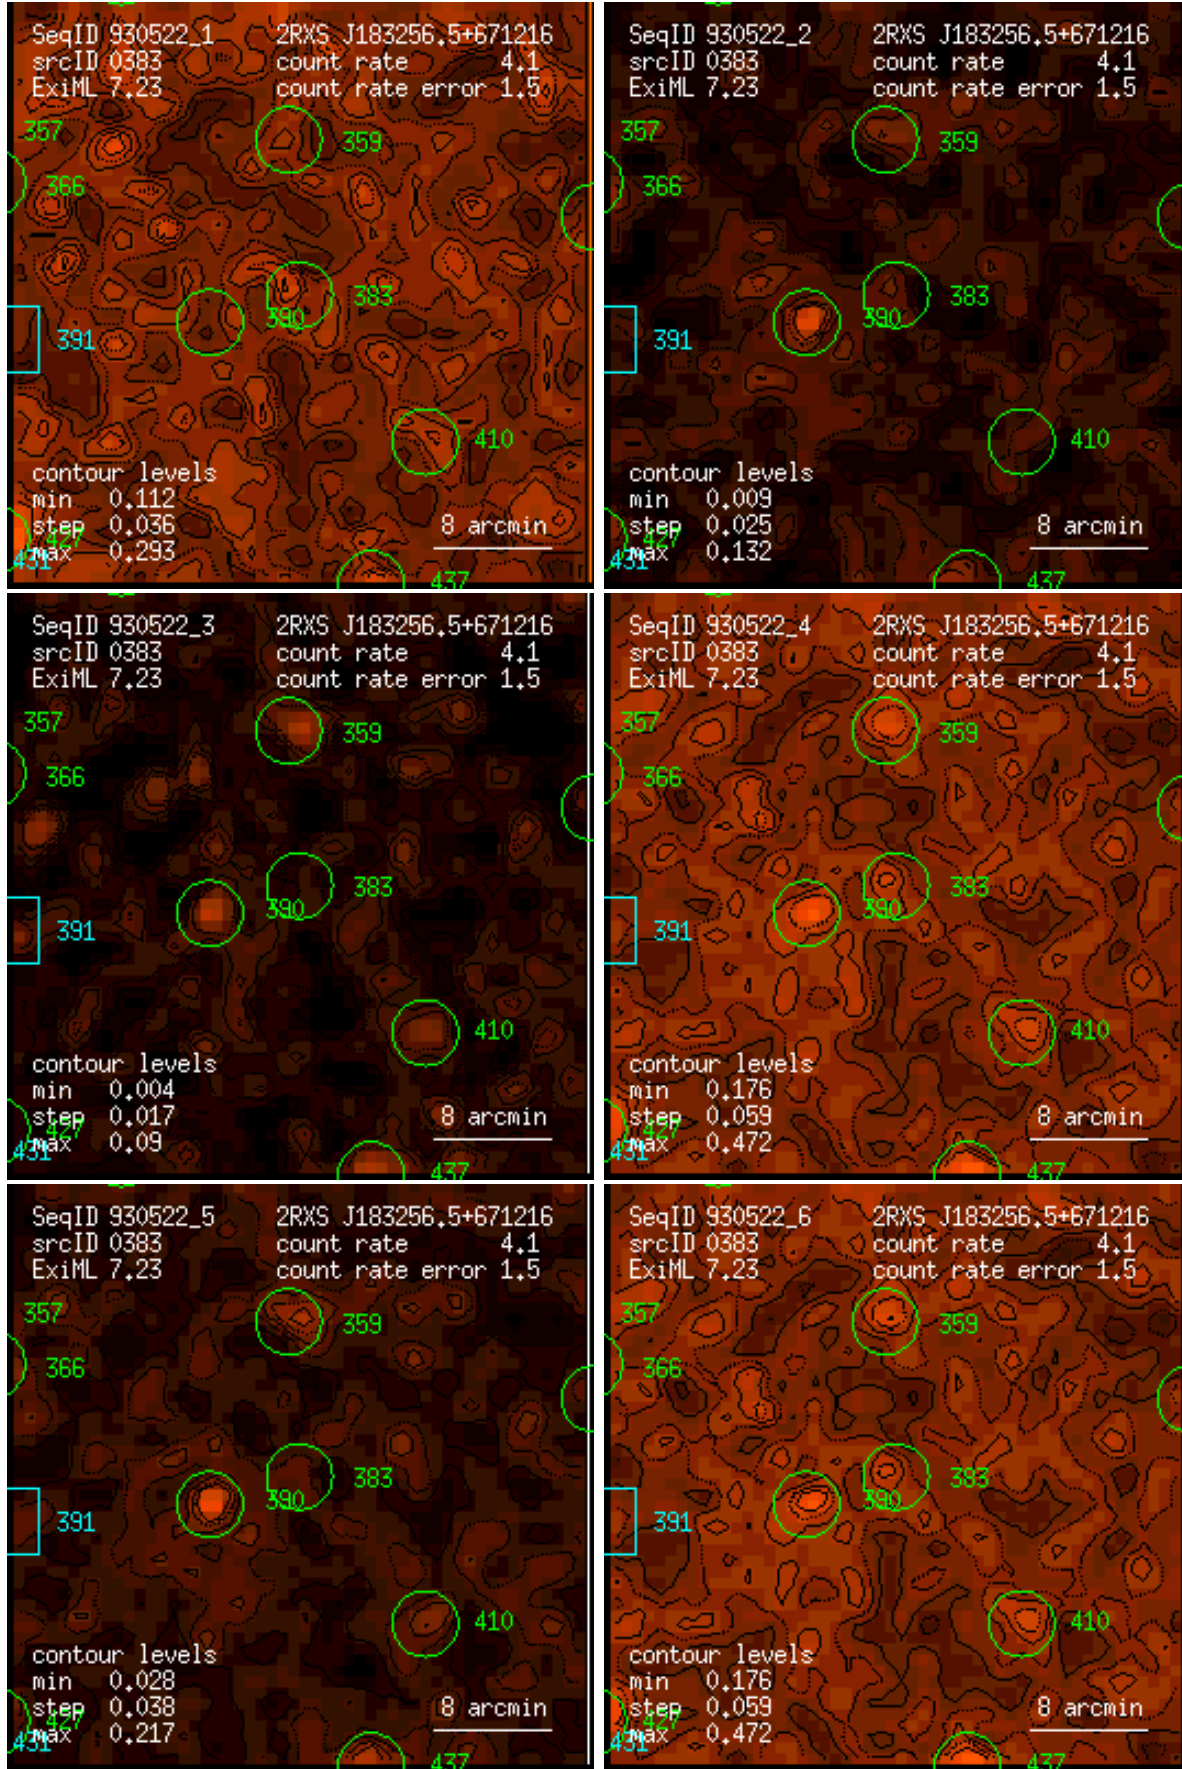 SeqID 930522_1 2RXS J183256.5+671216
srcID 0383 count rate 4.1
ExiML 7.23 count rate error 1.5
357
359
366
383
390
391
410
contour levels
min 0.112
step 0.036
max 0.293
8 arcmin
427
431
437
SeqID 930522_2 2RXS J183256.5+671216
srcID 0383 count rate 4.1
ExiML 7.23 count rate error 1.5
357
359
366
383
390
391
410
contour levels
min 0.009
step 0.025
max 0.132
8 arcmin
427
431
437
SeqID 930522_3 2RXS J183256.5+671216
srcID 0383 count rate 4.1
ExiML 7.23 count rate error 1.5
357
359
366
383
390
391
410
contour levels
min 0.004
step 0.017
max 0.09
8 arcmin
427
431
437
SeqID 930522_4 2RXS J183256.5+671216
srcID 0383 count rate 4.1
ExiML 7.23 count rate error 1.5
357
359
366
383
390
391
410
contour levels
min 0.176
step 0.059
max 0.472
8 arcmin
427
431
437
SeqID 930522_5 2RXS J183256.5+671216
srcID 0383 count rate 4.1
ExiML 7.23 count rate error 1.5
357
359
366
383
390
391
410
contour levels
min 0.028
step 0.038
max 0.217
8 arcmin
427
431
437
SeqID 930522_6 2RXS J183256.5+671216
srcID 0383 count rate 4.1
ExiML 7.23 count rate error 1.5
357
359
366
383
390
391
410
contour levels
min 0.176
step 0.059
max 0.472
8 arcmin
427
431
437